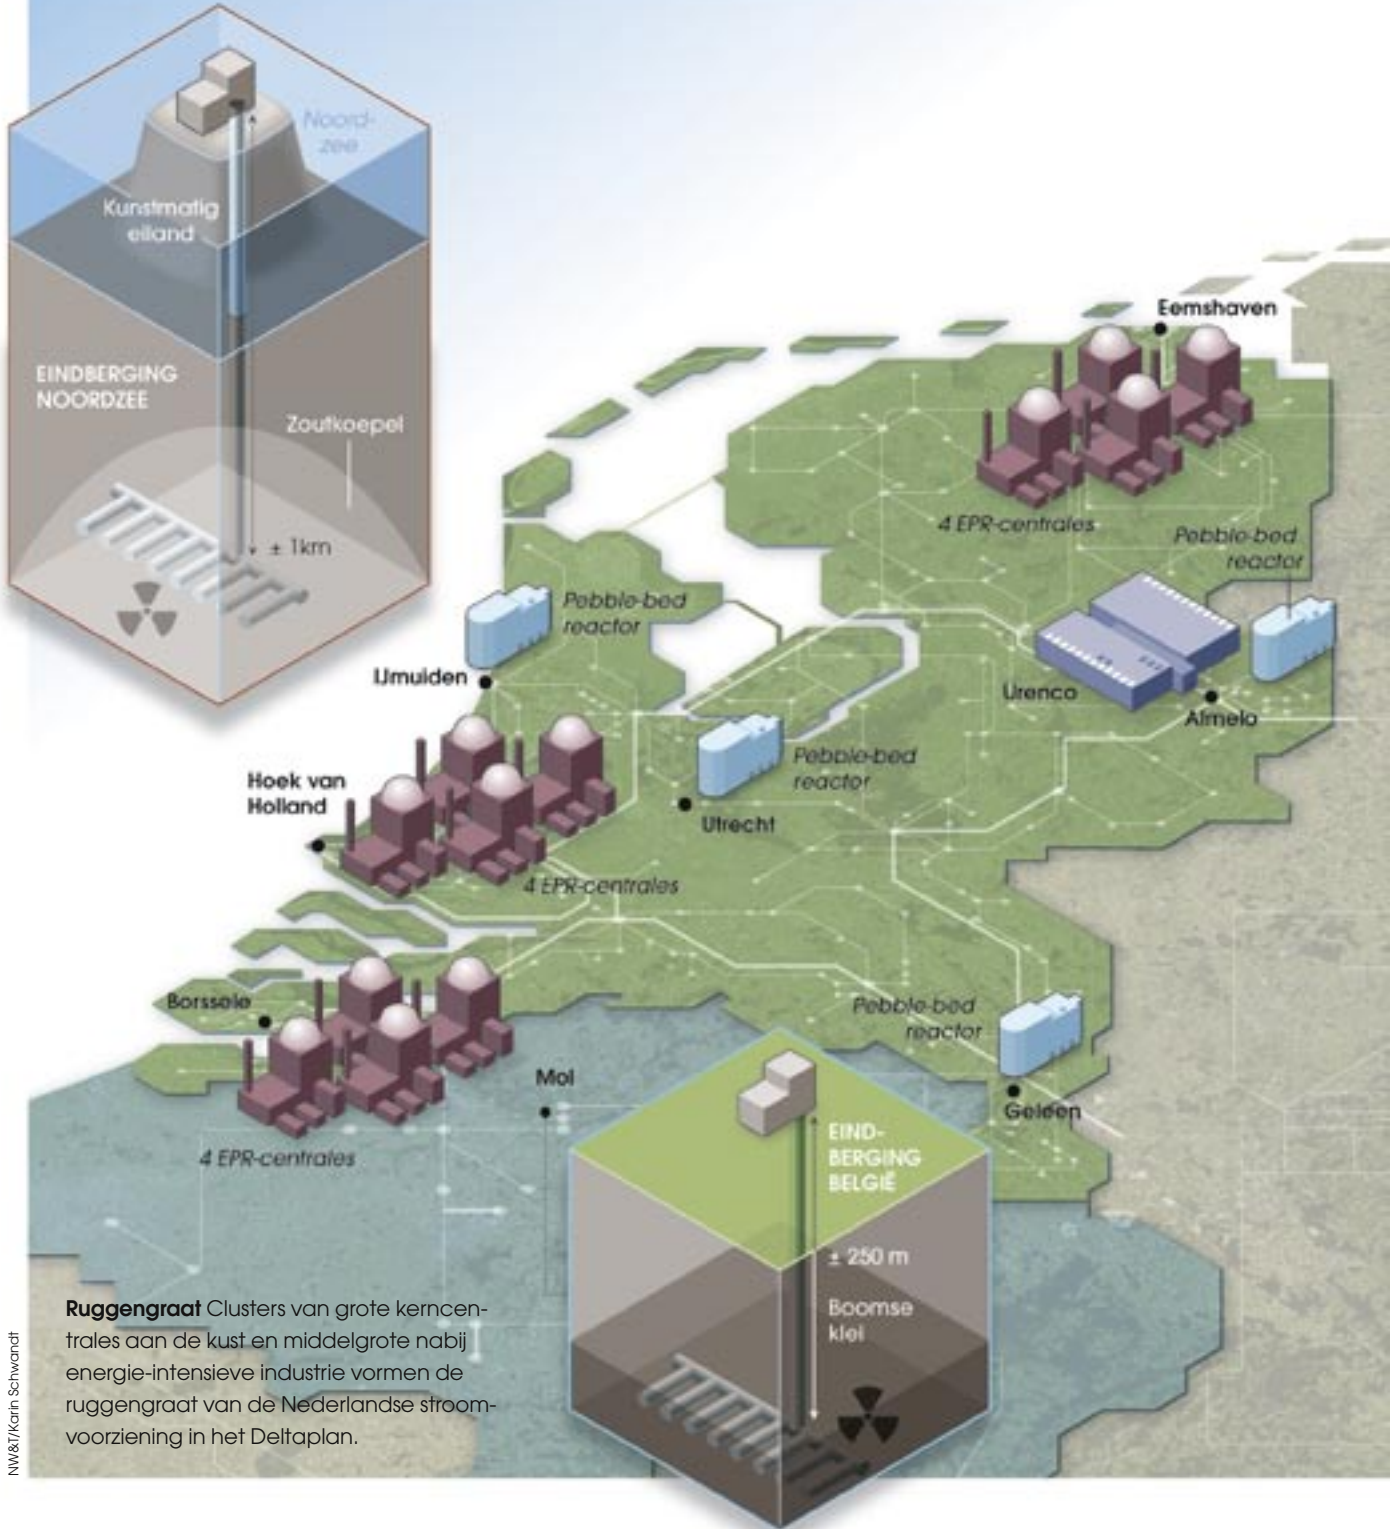 Noord-
zee
Kunstmatig
eiland
EINDBERGING
NOORDZEE
Zoutkoepel
± 1km
Eemshaven
4 EPR-centrales
Pebble-bed
reactor
Pebble-bed
reactor
IJmuiden
Urenco
Almelo
Pebble-bed
reactor
Utrecht
Hoek van
Holland
4 EPR-centrales
Borssele
4 EPR-centrales
Mol
Pebble-bed
reactor
Geleen
EIND-
BERGING
BELGIË
± 250 m
Boomse
klei
Ruggengraat Clusters van grote kerncen-
trales aan de kust en middelgrote nabij
energie-intensieve industrie vormen de
ruggengraat van de Nederlandse stroom-
voorziening in het Deltaplan.
NW&T/Karin Schwandt